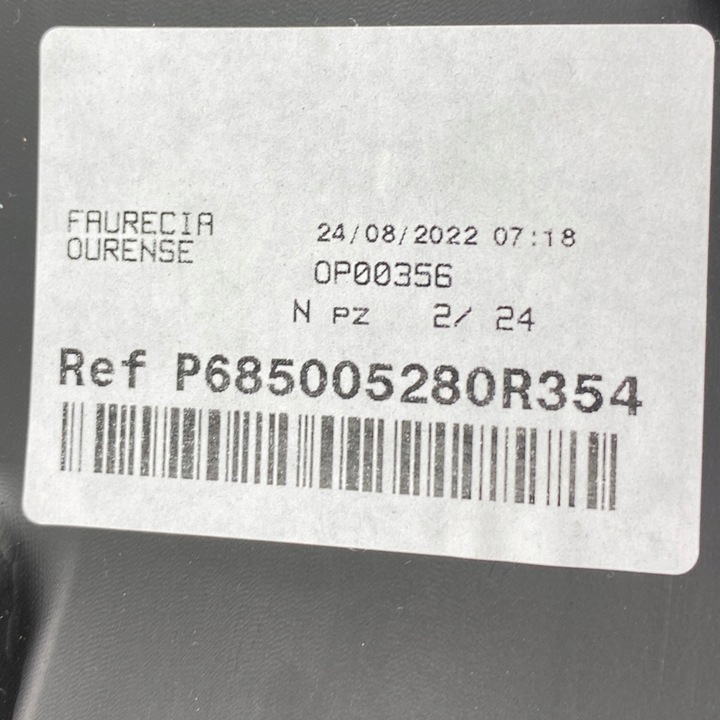 FAURECIA
OURENSE
24/08/2022 07:18
OP00356
N PZ 2/ 24
Ref P685005280R354